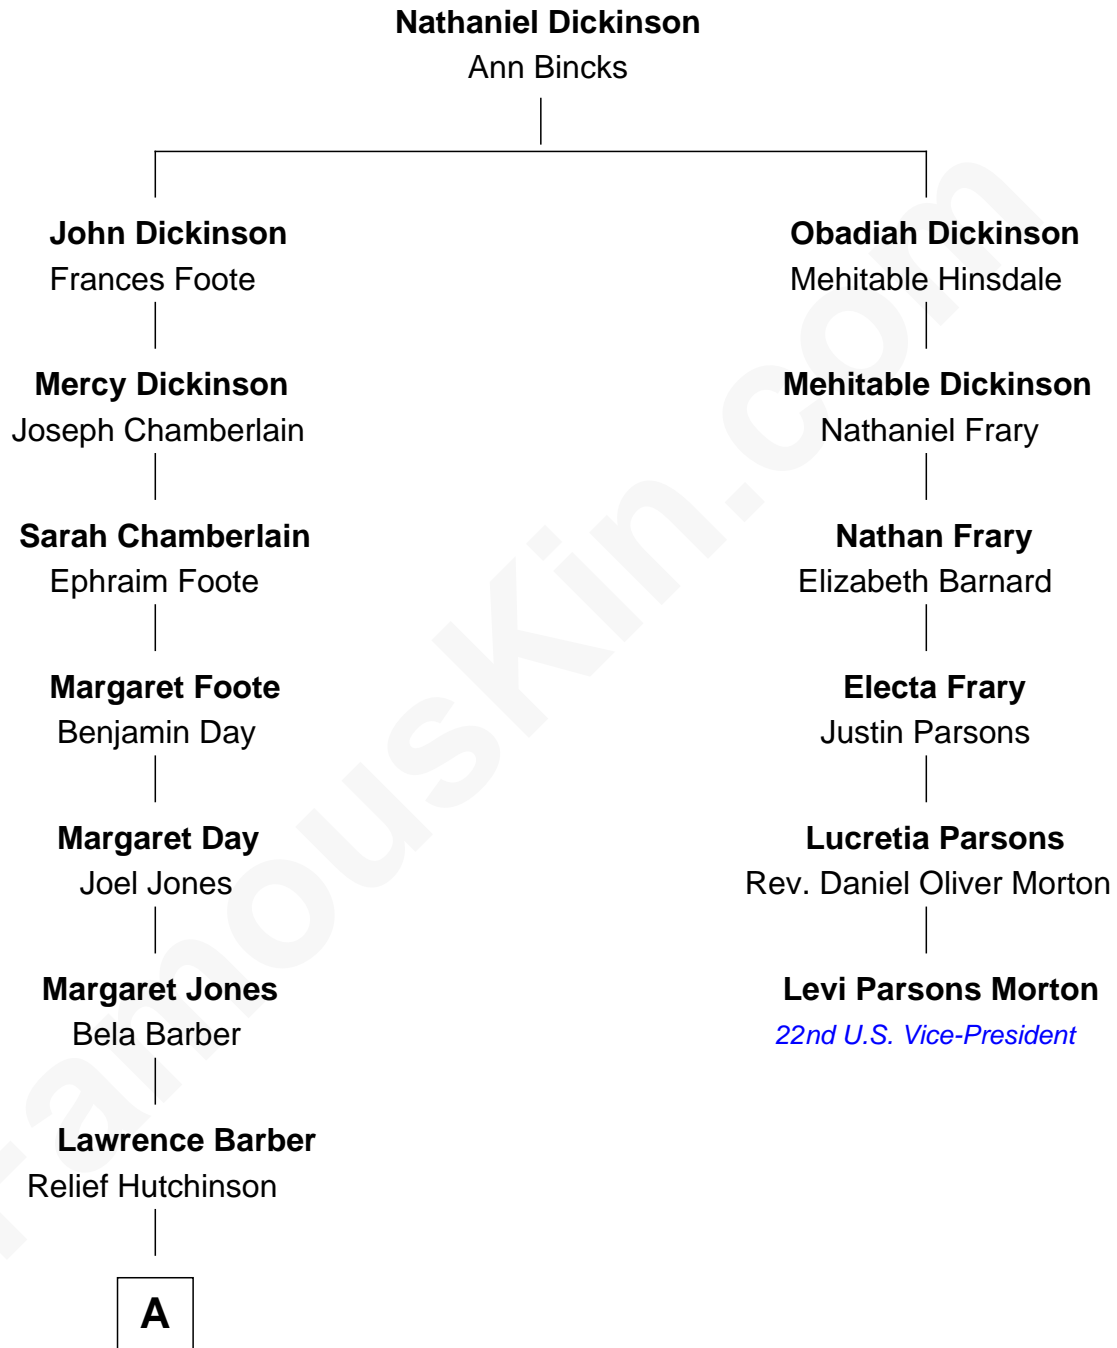 Nathaniel Dickinson
Ann Bincks
John Dickinson
Frances Foote
Mercy Dickinson
Joseph Chamberlain
Sarah Chamberlain
Ephraim Foote
Margaret Foote
Benjamin Day
Margaret Day
Joel Jones
Margaret Jones
Bela Barber
Lawrence Barber
Relief Hutchinson
A
Obadiah Dickinson
Mehitable Hinsdale
Mehitable Dickinson
Nathaniel Frary
Nathan Frary
Elizabeth Barnard
Electa Frary
Justin Parsons
Lucretia Parsons
Rev. Daniel Oliver Morton
Levi Parsons Morton
22nd U.S. Vice-President
FamousKin.com